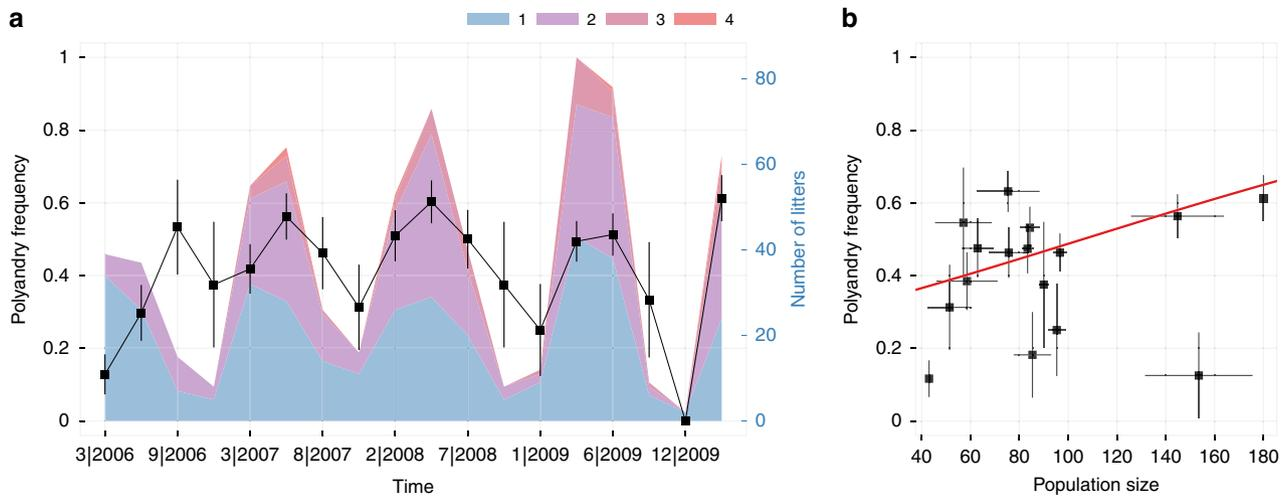 a
1 2 3 4
Polyandry frequency
1
0.8
0.6
0.4
0.2
0
80
60
40
20
0
Number of litters
3|2006 9|2006 3|2007 8|2007 2|2008 7|2008 1|2009 6|2009 12|2009
Time
b
Polyandry frequency
1
0.8
0.6
0.4
0.2
0
40 60 80 100 120 140 160 180
Population size